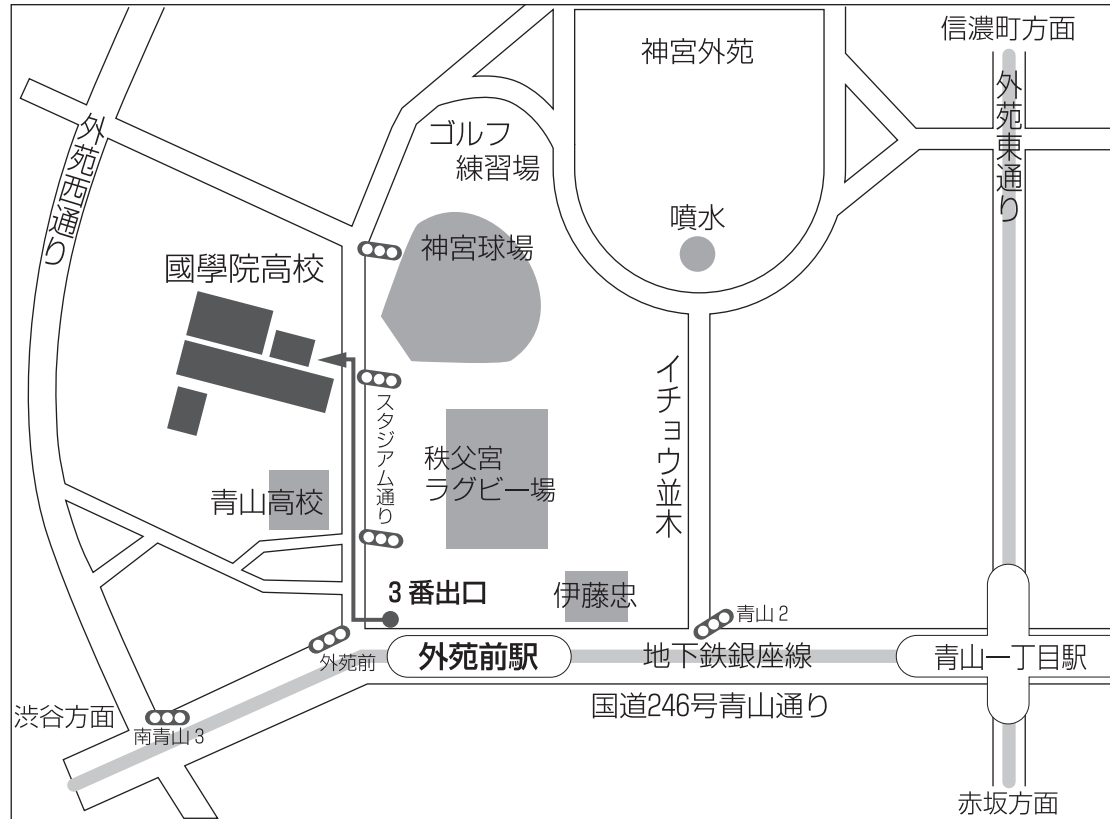 信濃町方面
神宮外苑
外苑東通り
ゴルフ
練習場
外苑西通り
噴水
神宮球場
國學院高校
イチョウ並木
スタジアム通り
秩父宮
ラグビー場
青山高校
3番出口
伊藤忠
青山2
外苑前
外苑前駅
地下鉄銀座線
青山一丁目駅
国道246号青山通り
渋谷方面
南青山3
赤坂方面